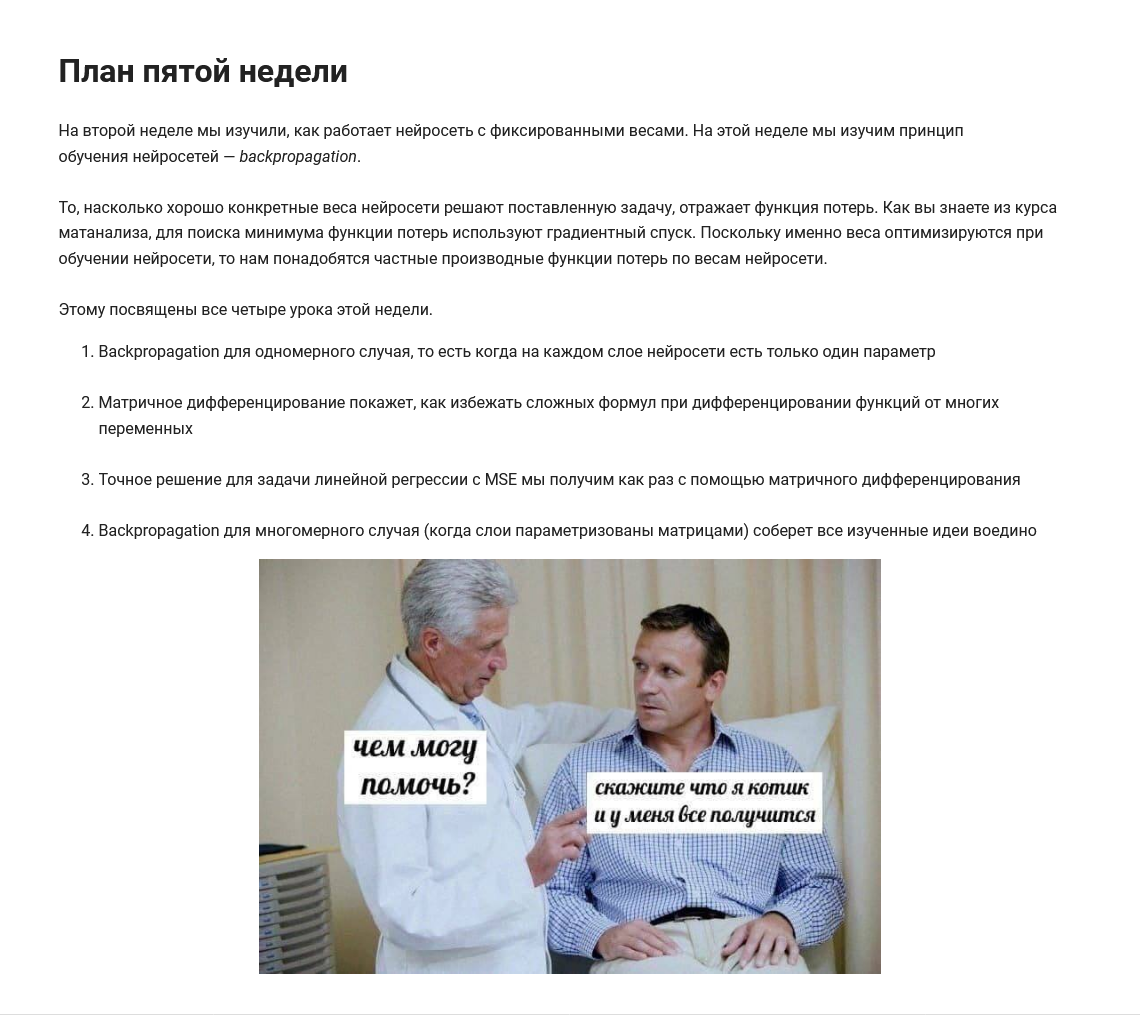 План пятой недели
На второй неделе мы изучили, как работает нейросеть с фиксированными весами. На этой неделе мы изучим принцип
обучения нейросетей — backpropagation.
То, насколько хорошо конкретные веса нейросети решают поставленную задачу, отражает функция потерь. Как вы знаете из курса
матанализа, для поиска минимума функции потерь используют градиентный спуск. Поскольку именно веса оптимизируются при
обучении нейросети, то нам понадобятся частные производные функции потерь по весам нейросети.
Этому посвящены все четыре урока этой недели.
1. Backpropagation для одномерного случая, то есть когда на каждом слое нейросети есть только один параметр
2. Матричное дифференцирование покажет, как избежать сложных формул при дифференцировании функций от многих
переменных
3. Точное решение для задачи линейной регрессии с MSE мы получим как раз с помощью матричного дифференцирования
4. Backpropagation для многомерного случая (когда слои параметризованы матрицами) соберет все изученные идеи воедино
чем могу
помочь?
скажите что я котик
и у меня все получится